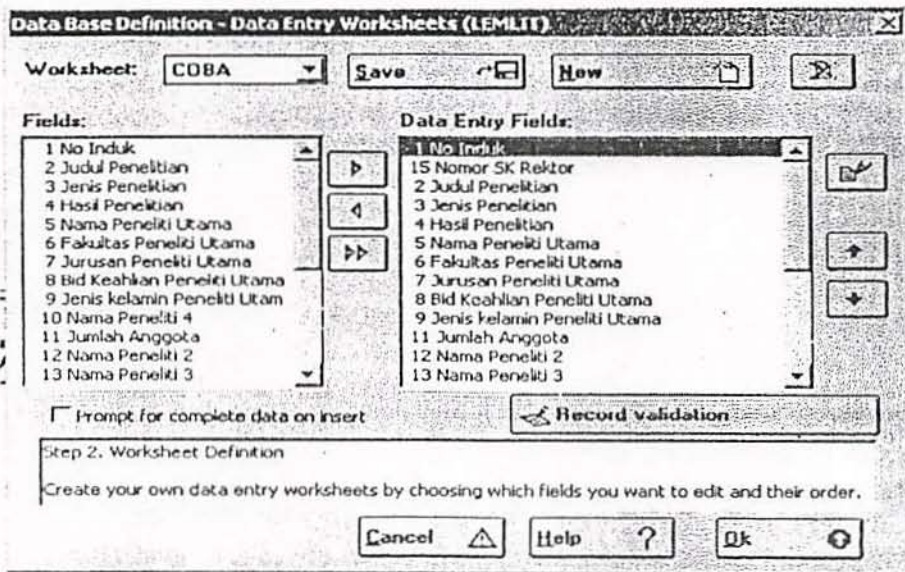 Data Base Definition - Data Entry Worksheets (LEMLIT)
Worksheet: COBA Save New
Fields:
1 No Induk
2 Judul Penelitian
3 Jenis Penelitian
4 Hasil Penelitian
5 Nama Peneliti Utama
6 Fakultas Peneliti Utama
7 Jurusan Peneliti Utama
8 Bid Keahlian Peneliti Utama
9 Jenis kelamin Peneliti Utam
10 Nama Peneliti 4
11 Jumlah Anggota
12 Nama Peneliti 2
13 Nama Peneliti 3
Data Entry Fields:
1 No Induk
15 Nomor SK Rektor
2 Judul Penelitian
3 Jenis Penelitian
4 Hasil Penelitian
5 Nama Peneliti Utama
6 Fakultas Peneliti Utama
7 Jurusan Peneliti Utama
8 Bid Keahlian Peneliti Utama
9 Jenis kelamin Peneliti Utama
11 Jumlah Anggota
12 Nama Peneliti 2
13 Nama Peneliti 3
Prompt for complete data on insert
Record validation
Step 2. Worksheet Definition
Create your own data entry worksheets by choosing which fields you want to edit and their order.
Cancel Help ? Ok